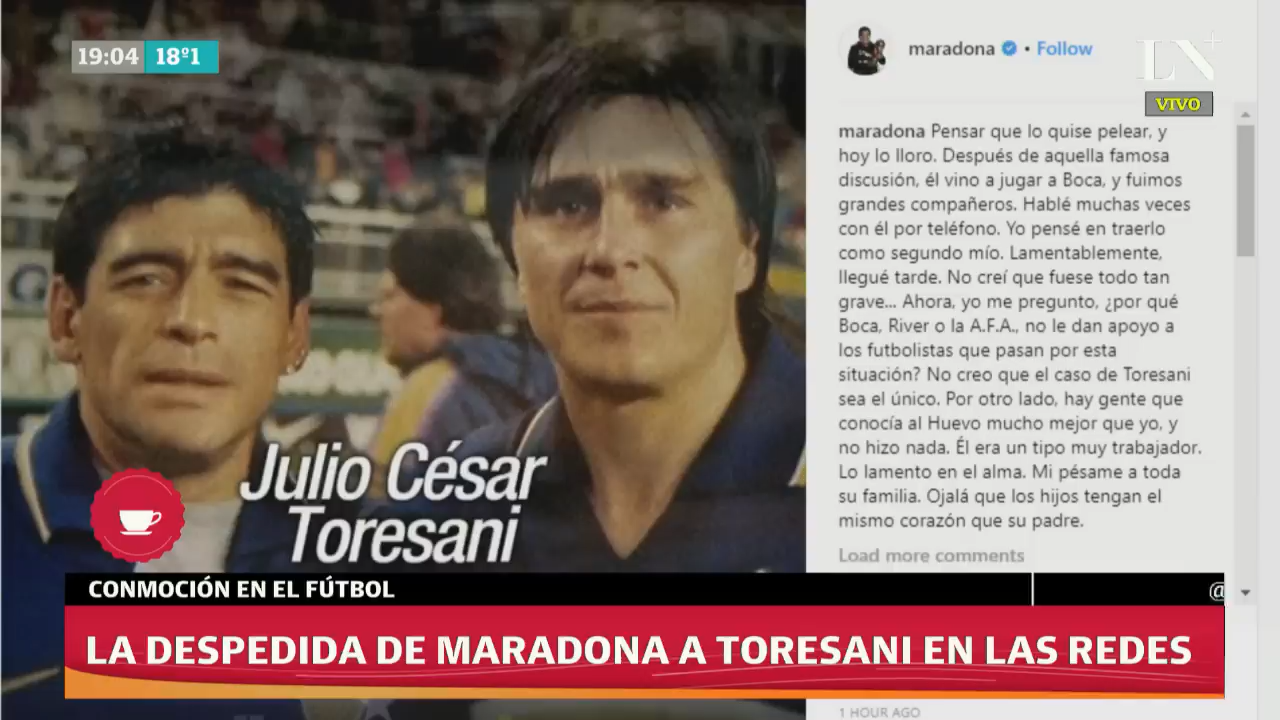 19:04 18º1
maradona • Follow
LN+
VIVO
maradona Pensar que lo quise pelear, y
hoy lo lloro. Después de aquella famosa
discusión, él vino a jugar a Boca, y fuimos
grandes compañeros. Hablé muchas veces
con él por teléfono. Yo pensé en traerlo
como segundo mío. Lamentablemente,
llegué tarde. No creí que fuese todo tan
grave... Ahora, yo me pregunto, ¿por qué
Boca, River o la A.F.A., no le dan apoyo a
los futbolistas que pasan por esta
situación? No creo que el caso de Toresani
sea el único. Por otro lado, hay gente que
conocía al Huevo mucho mejor que yo, y
no hizo nada. Él era un tipo muy trabajador.
Lo lamento en el alma. Mi pésame a toda
su familia. Ojalá que los hijos tengan el
mismo corazón que su padre.
Load more comments
Julio César
Toresani
CONMOCIÓN EN EL FÚTBOL
@
LA DESPEDIDA DE MARADONA A TORESANI EN LAS REDES
1 HOUR AGO